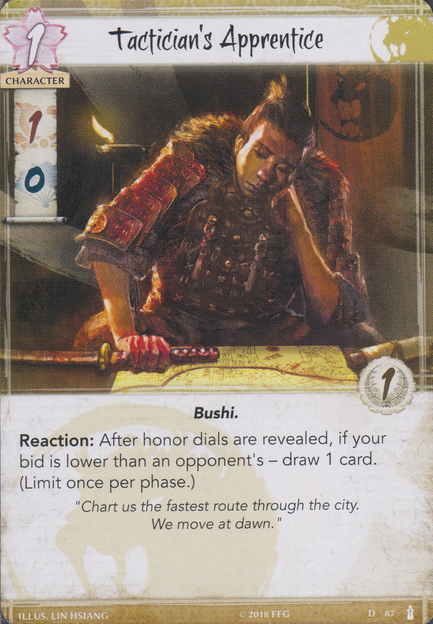 1
Tactician's Apprentice
CHARACTER
1
0
1
Bushi.
Reaction: After honor dials are revealed, if your
bid is lower than an opponent's – draw 1 card.
(Limit once per phase.)
"Chart us the fastest route through the city.
We move at dawn."
ILLUS. LIN HSIANG
© 2018 FFG
D 87